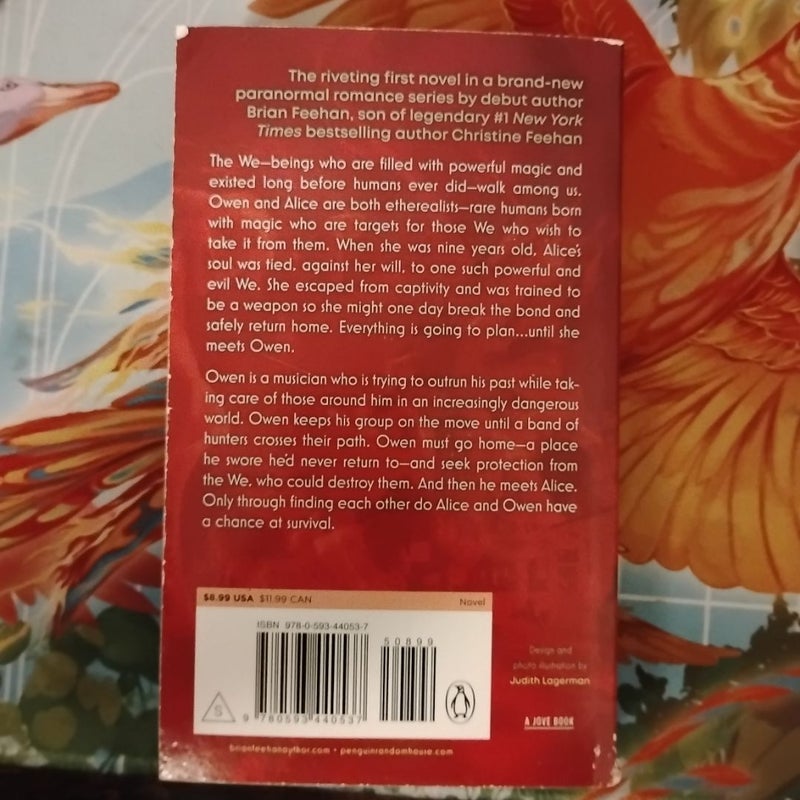 The riveting first novel in a brand-new
paranormal romance series by debut author
Brian Feehan, son of legendary #1 New York
Times bestselling author Christine Feehan
The We—beings who are filled with powerful magic and
existed long before humans ever did—walk among us.
Owen and Alice are both etherealists—rare humans born
with magic who are targets for those We who wish to
take it from them. When she was nine years old, Alice's
soul was tied, against her will, to one such powerful and
evil We. She escaped from captivity and was trained to
be a weapon so she might one day break the bond and
safely return home. Everything is going to plan...until she
meets Owen.
Owen is a musician who is trying to outrun his past while tak-
ing care of those around him in an increasingly dangerous
world. Owen keeps his group on the move until a band of
hunters crosses their path. Owen must go home—a place
he swore he'd never return to—and seek protection from
the We, who could destroy them. And then he meets Alice.
Only through finding each other do Alice and Owen have
a chance at survival.
$8.99 USA $11.99 CAN
Novel
ISBN 978-0-593-44053-7
50899
S
9 780593 440537
Design and
photo illustration by
Judith Lagerman
A JOVE BOOK
brianfeehanauthor.com • penguinrandomhouse.com